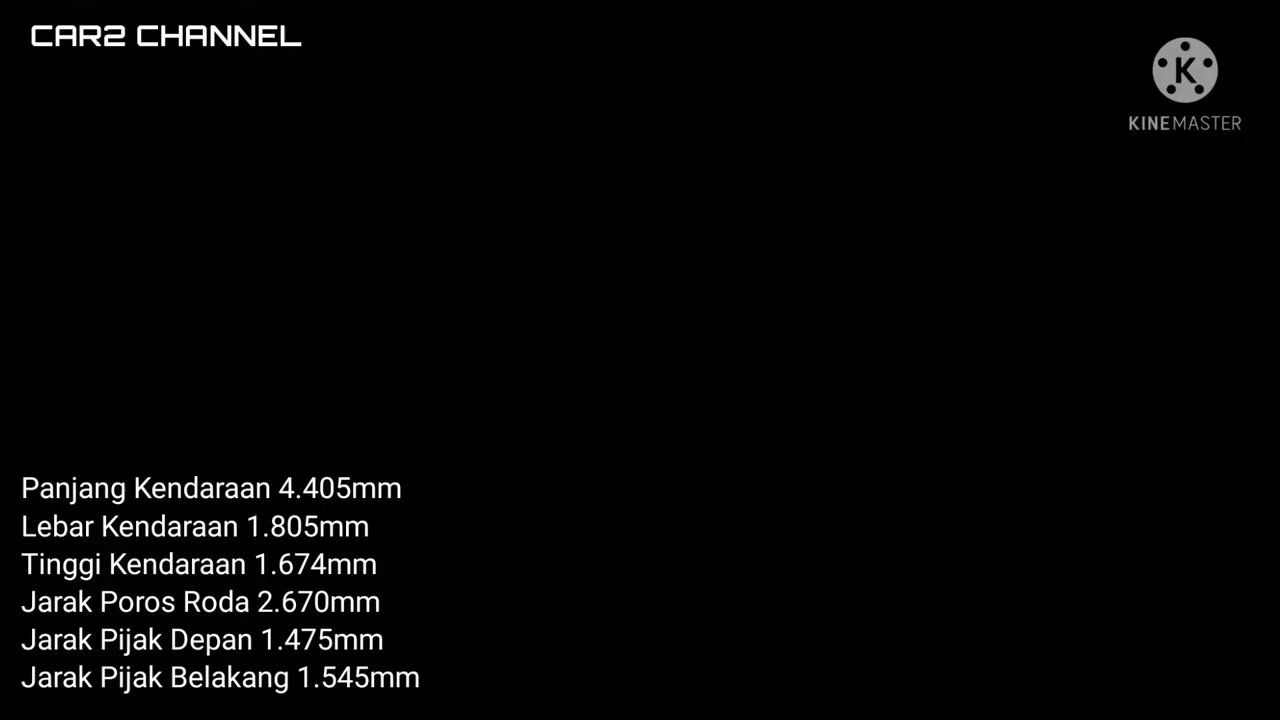 CAR2 CHANNEL
K
KINEMASTER
Panjang Kendaraan 4.405mm
Lebar Kendaraan 1.805mm
Tinggi Kendaraan 1.674mm
Jarak Poros Roda 2.670mm
Jarak Pijak Depan 1.475mm
Jarak Pijak Belakang 1.545mm